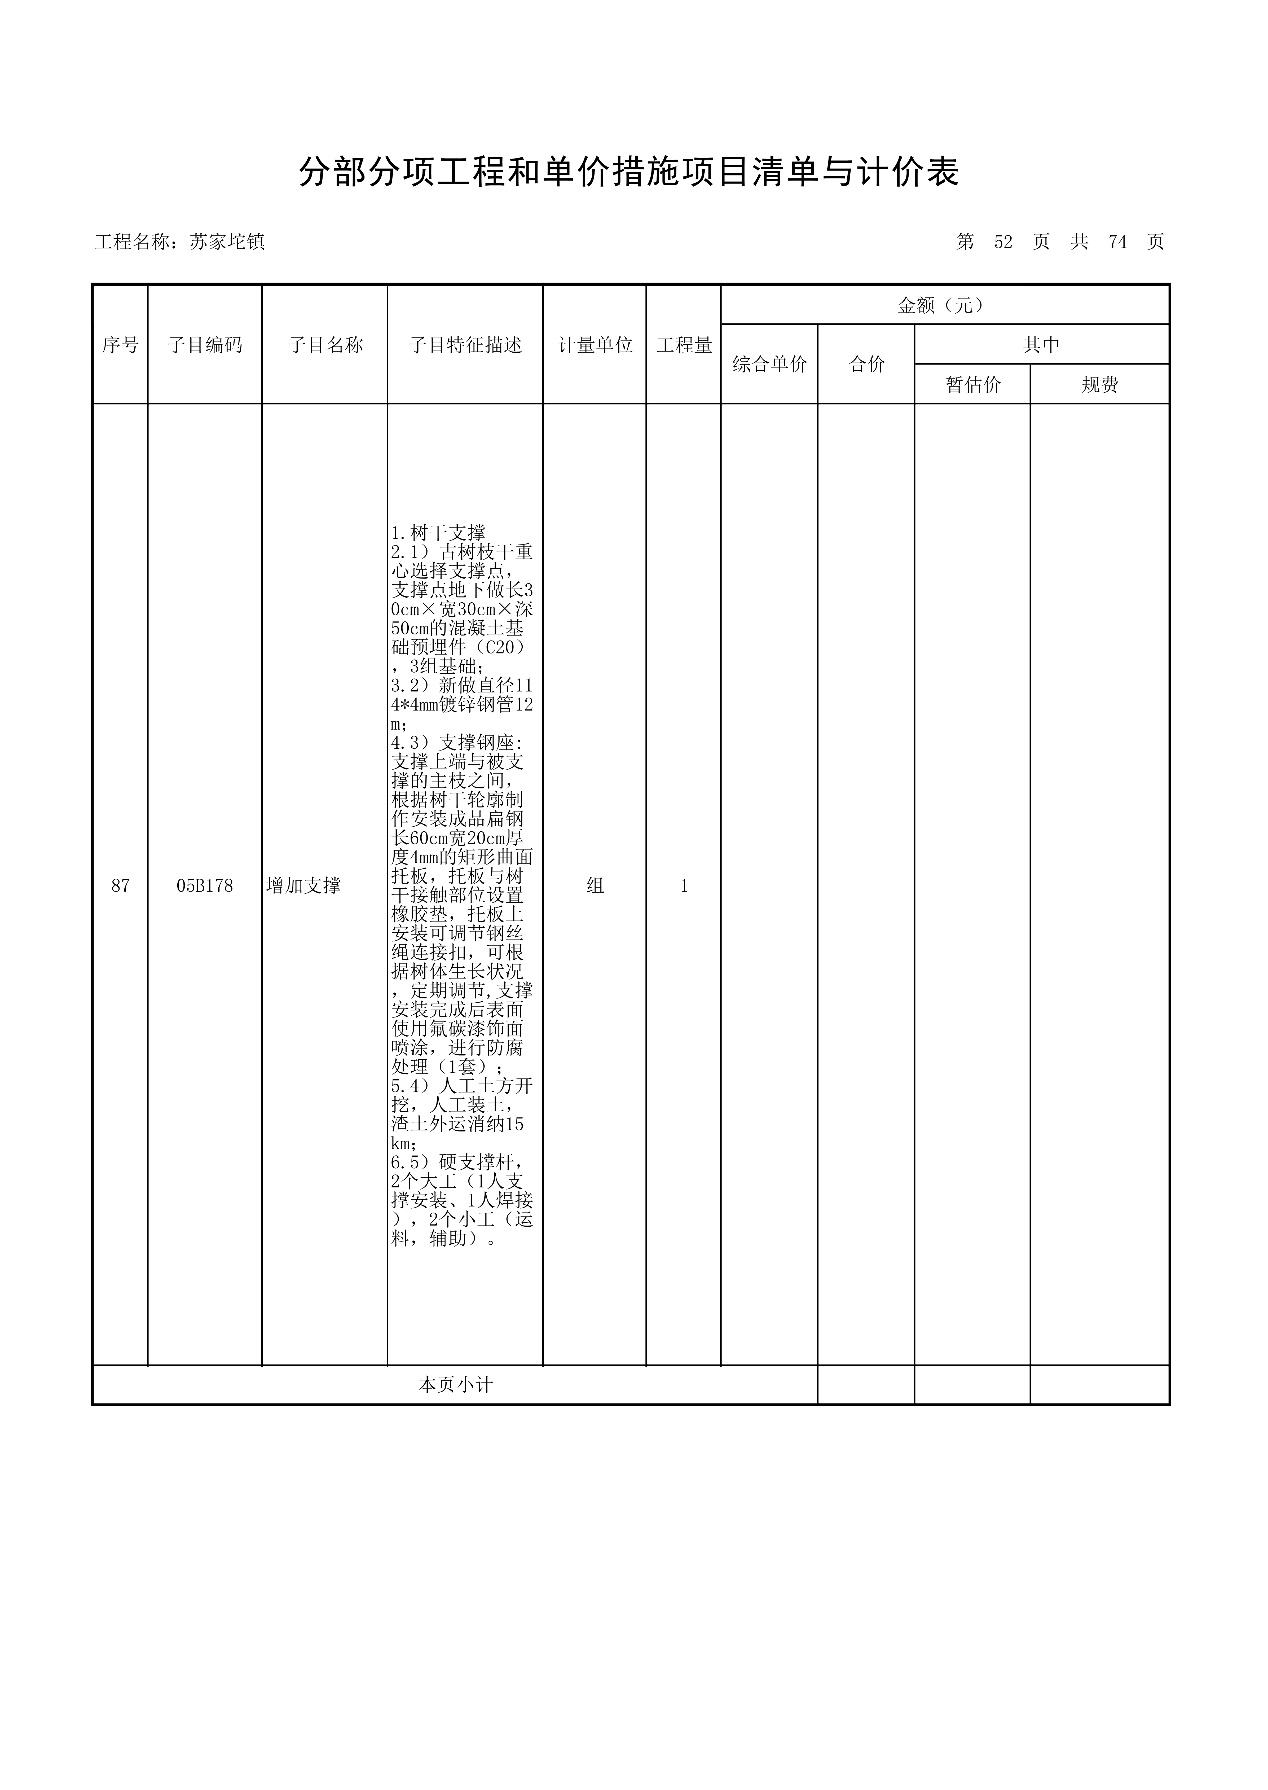 分部分项工程和单价措施项目清单与计价表
工程名称：苏家坨镇
第 52 页 共 74 页
序号
子目编码
子目名称
子目特征描述
计量单位
工程量
金额（元）
综合单价
合价
其中
暂估价
规费
87
05B178
增加支撑
1.树干支撑
2.1）古树枝干重
心选择支撑点，
支撑点地下做长3
0cm×宽30cm×深
50cm的混凝土基
础预埋件（C20）
，3组基础；
3.2）新做直径11
4*4mm镀锌钢管12
m；
4.3）支撑钢座：
支撑上端与被支
撑的主枝之间，
根据树干轮廓制
作安装成品扁钢
长60cm宽20cm厚
度4mm的矩形曲面
托板，托板与树
干接触部位设置
橡胶垫，托板上
安装可调节钢丝
绳连接扣，可根
据树体生长状况
，定期调节,支撑
安装完成后表面
使用氟碳漆饰面
喷涂，进行防腐
处理（1套）；
5.4）人工土方开
挖，人工装土，
渣土外运消纳15
km；
6.5）硬支撑杆，
2个大工（1人支
撑安装、1人焊接
），2个小工（运
料，辅助）。
组
1
本页小计